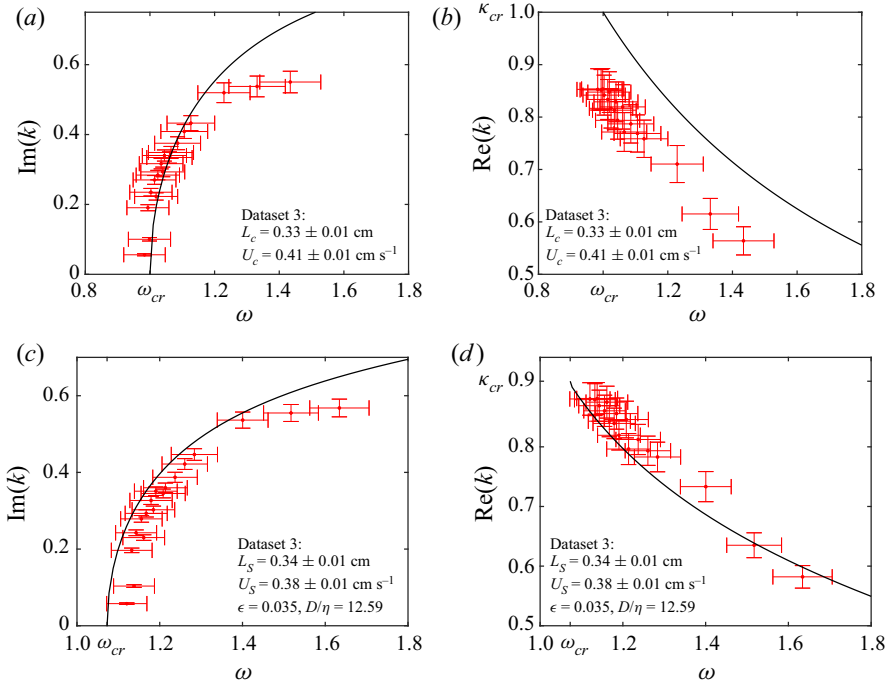 (a)
Im(k)
0.6
0.4
0.2
0
Dataset 3:
L_c = 0.33 ± 0.01 cm
U_c = 0.41 ± 0.01 cm s⁻¹
0.8 ω_cr 1.2 1.4 1.6 1.8
ω
(b)
κ_cr
Re(k)
1.0
0.9
0.8
0.7
0.6
0.5
Dataset 3:
L_c = 0.33 ± 0.01 cm
U_c = 0.41 ± 0.01 cm s⁻¹
0.8 ω_cr 1.2 1.4 1.6 1.8
ω
(c)
Im(k)
0.6
0.4
0.2
0
Dataset 3:
L_S = 0.34 ± 0.01 cm
U_S = 0.38 ± 0.01 cm s⁻¹
ϵ = 0.035, D/η = 12.59
1.0 ω_cr 1.2 1.4 1.6 1.8
ω
(d)
κ_cr
Re(k)
0.9
0.8
0.7
0.6
0.5
Dataset 3:
L_S = 0.34 ± 0.01 cm
U_S = 0.38 ± 0.01 cm s⁻¹
ϵ = 0.035, D/η = 12.59
1.0 ω_cr 1.2 1.4 1.6 1.8
ω